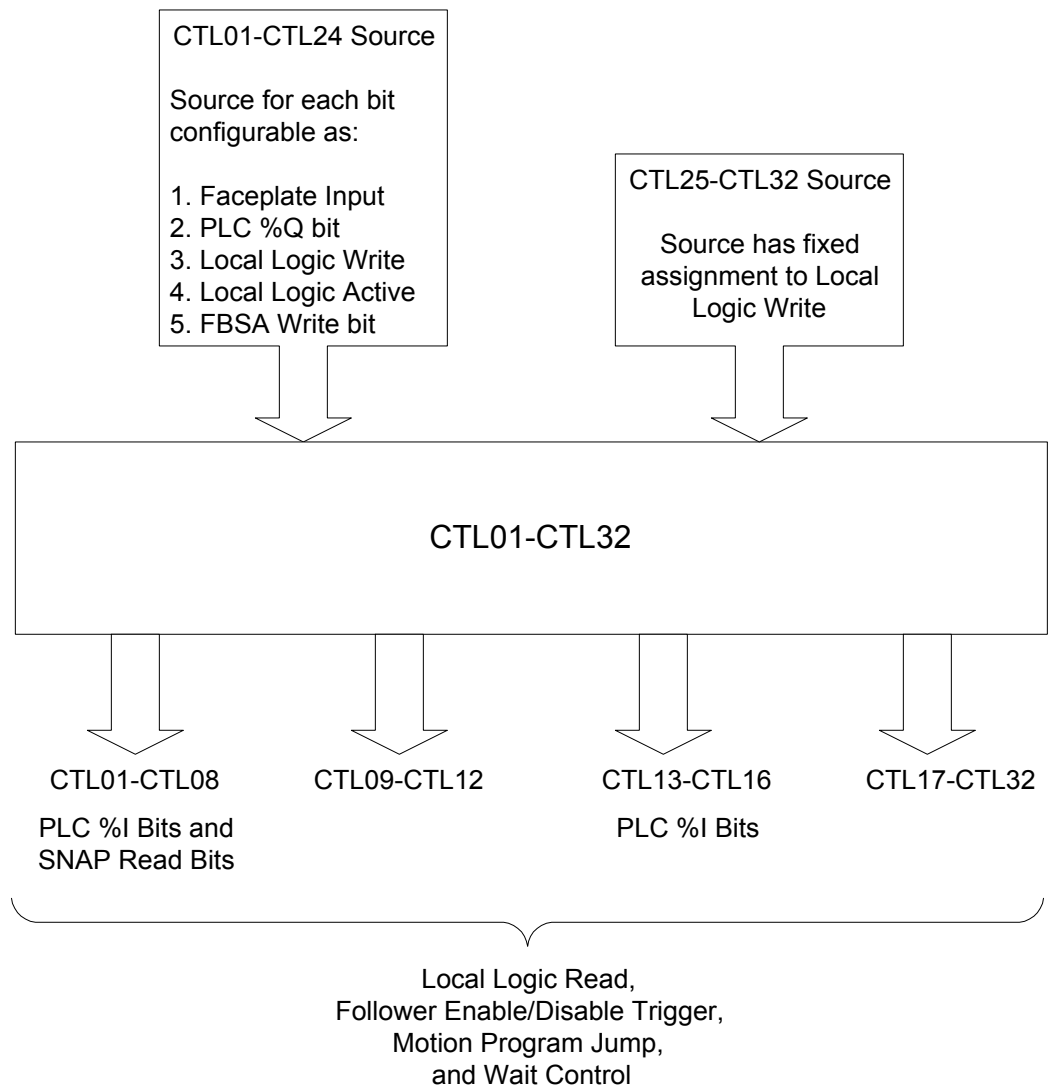 CTL01-CTL24 Source
Source for each bit
configurable as:
1. Faceplate Input
2. PLC %Q bit
3. Local Logic Write
4. Local Logic Active
5. FBSA Write bit
CTL25-CTL32 Source
Source has fixed
assignment to Local
Logic Write
CTL01-CTL32
CTL01-CTL08
PLC %I Bits and
SNAP Read Bits
CTL09-CTL12
CTL13-CTL16
PLC %I Bits
CTL17-CTL32
Local Logic Read,
Follower Enable/Disable Trigger,
Motion Program Jump,
and Wait Control